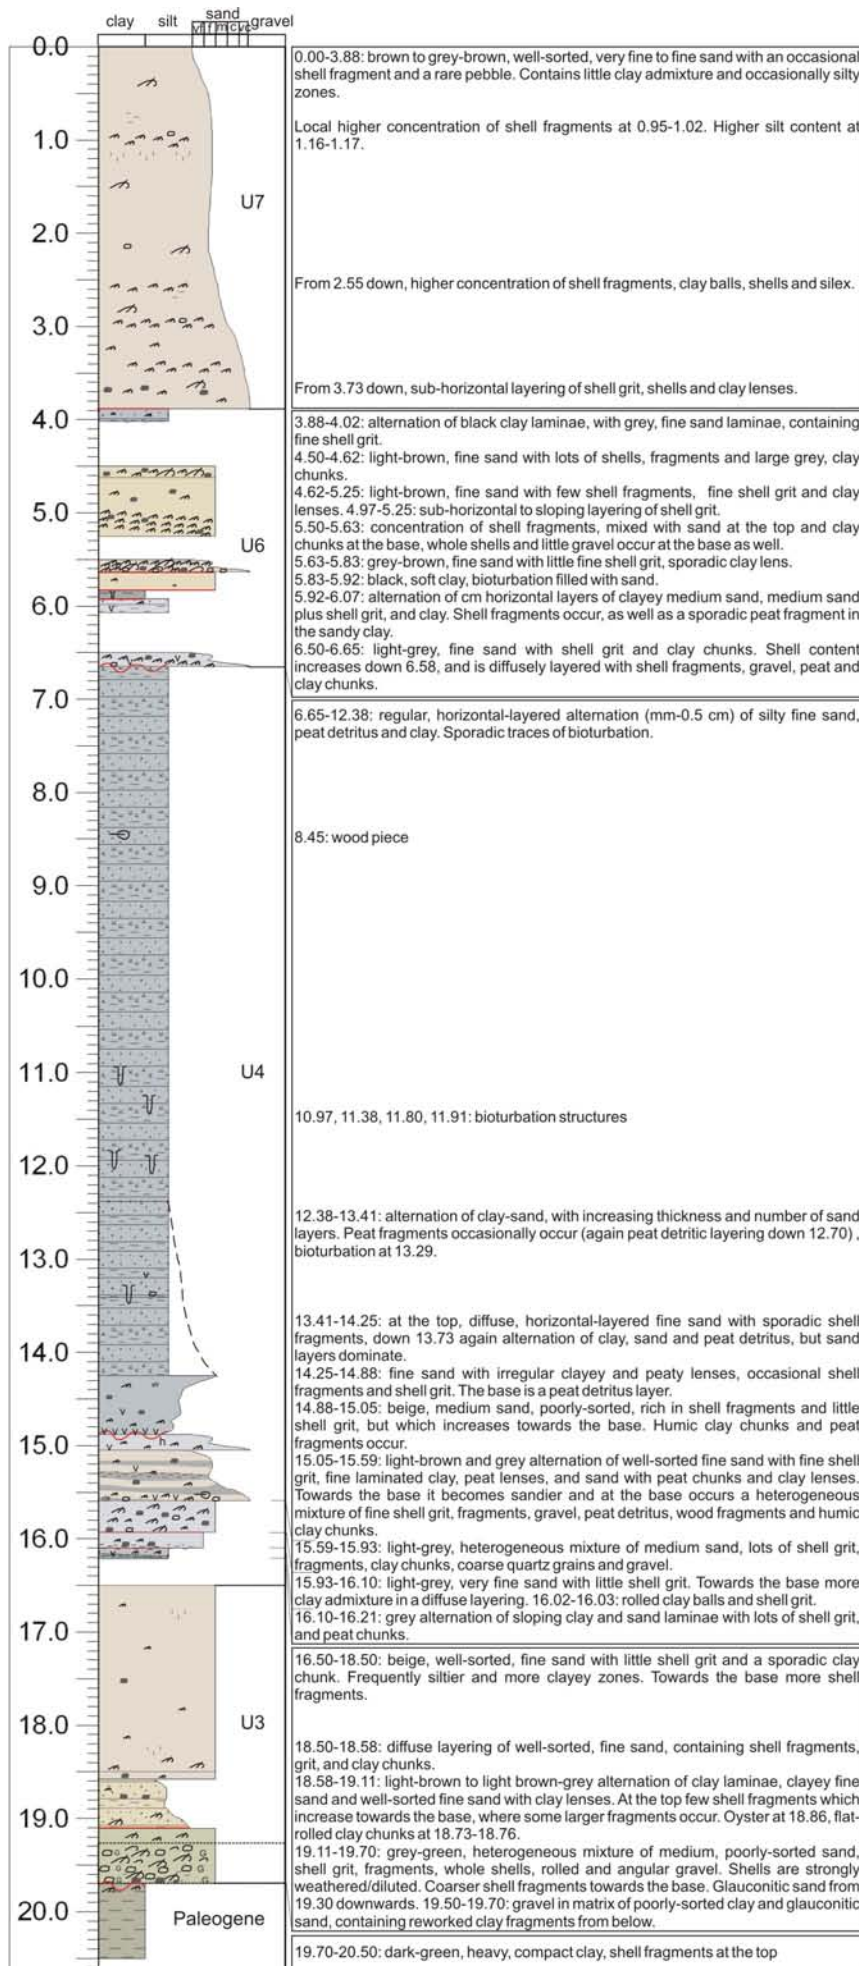 clay silt sand gravel
vf f m c vc
0.0
1.0
2.0
3.0
4.0
5.0
6.0
7.0
8.0
9.0
10.0
11.0
12.0
13.0
14.0
15.0
16.0
17.0
18.0
19.0
20.0
U7
U6
U4
U3
Paleogene
0.00-3.88: brown to grey-brown, well-sorted, very fine to fine sand with an occasional
shell fragment and a rare pebble. Contains little clay admixture and occasionally silty
zones.
Local higher concentration of shell fragments at 0.95-1.02. Higher silt content at
1.16-1.17.
From 2.55 down, higher concentration of shell fragments, clay balls, shells and silex.
From 3.73 down, sub-horizontal layering of shell grit, shells and clay lenses.
3.88-4.02: alternation of black clay laminae, with grey, fine sand laminae, containing
fine shell grit.
4.50-4.62: light-brown, fine sand with lots of shells, fragments and large grey, clay
chunks.
4.62-5.25: light-brown, fine sand with few shell fragments, fine shell grit and clay
lenses. 4.97-5.25: sub-horizontal to sloping layering of shell grit.
5.50-5.63: concentration of shell fragments, mixed with sand at the top and clay
chunks at the base, whole shells and little gravel occur at the base as well.
5.63-5.83: grey-brown, fine sand with little fine shell grit, sporadic clay lens.
5.83-5.92: black, soft clay, bioturbation filled with sand.
5.92-6.07: alternation of cm horizontal layers of clayey medium sand, medium sand
plus shell grit, and clay. Shell fragments occur, as well as a sporadic peat fragment in
the sandy clay.
6.50-6.65: light-grey, fine sand with shell grit and clay chunks. Shell content
increases down 6.58, and is diffusely layered with shell fragments, gravel, peat and
clay chunks.
6.65-12.38: regular, horizontal-layered alternation (mm-0.5 cm) of silty fine sand,
peat detritus and clay. Sporadic traces of bioturbation.
8.45: wood piece
10.97, 11.38, 11.80, 11.91: bioturbation structures
12.38-13.41: alternation of clay-sand, with increasing thickness and number of sand
layers. Peat fragments occasionally occur (again peat detritic layering down 12.70) ,
bioturbation at 13.29.
13.41-14.25: at the top, diffuse, horizontal-layered fine sand with sporadic shell
fragments, down 13.73 again alternation of clay, sand and peat detritus, but sand
layers dominate.
14.25-14.88: fine sand with irregular clayey and peaty lenses, occasional shell
fragments and shell grit. The base is a peat detritus layer.
14.88-15.05: beige, medium sand, poorly-sorted, rich in shell fragments and little
shell grit, but which increases towards the base. Humic clay chunks and peat
fragments occur.
15.05-15.59: light-brown and grey alternation of well-sorted fine sand with fine shell
grit, fine laminated clay, peat lenses, and sand with peat chunks and clay lenses.
Towards the base it becomes sandier and at the base occurs a heterogeneous
mixture of fine shell grit, fragments, gravel, peat detritus, wood fragments and humic
clay chunks.
15.59-15.93: light-grey, heterogeneous mixture of medium sand, lots of shell grit,
fragments, clay chunks, coarse quartz grains and gravel.
15.93-16.10: light-grey, very fine sand with little shell grit. Towards the base more
clay admixture in a diffuse layering. 16.02-16.03: rolled clay balls and shell grit.
16.10-16.21: grey alternation of sloping clay and sand laminae with lots of shell grit,
and peat chunks.
16.50-18.50: beige, well-sorted, fine sand with little shell grit and a sporadic clay
chunk. Frequently siltier and more clayey zones. Towards the base more shell
fragments.
18.50-18.58: diffuse layering of well-sorted, fine sand, containing shell fragments,
grit, and clay chunks.
18.58-19.11: light-brown to light brown-grey alternation of clay laminae, clayey fine
sand and well-sorted fine sand with clay lenses. At the top few shell fragments which
increase towards the base, where some larger fragments occur. Oyster at 18.86, flat-
rolled clay chunks at 18.73-18.76.
19.11-19.70: grey-green, heterogeneous mixture of medium, poorly-sorted sand,
shell grit, fragments, whole shells, rolled and angular gravel. Shells are strongly
weathered/diluted. Coarser shell fragments towards the base. Glauconitic sand from
19.30 downwards. 19.50-19.70: gravel in matrix of poorly-sorted clay and glauconitic
sand, containing reworked clay fragments from below.
19.70-20.50: dark-green, heavy, compact clay, shell fragments at the top